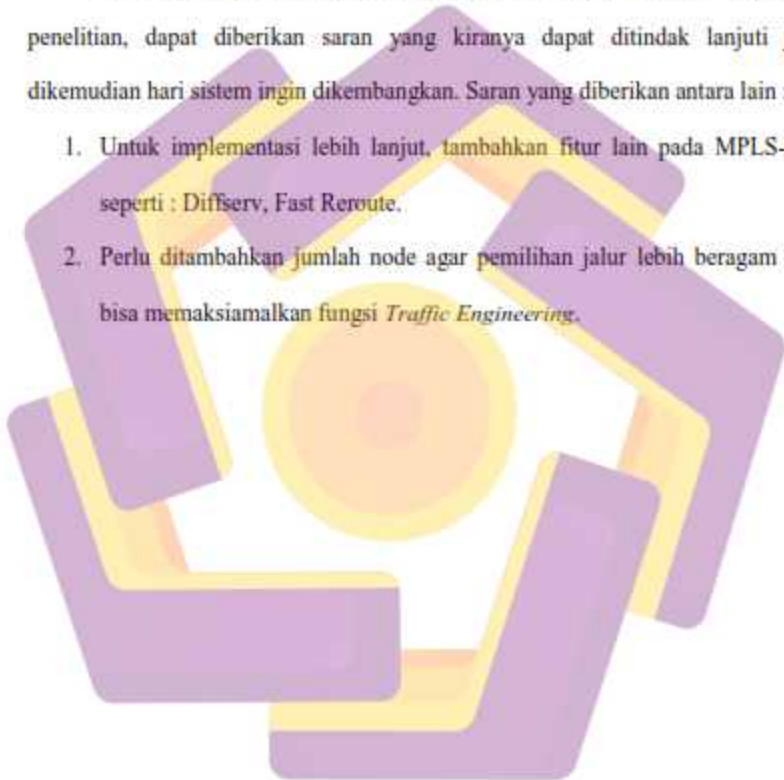 penelitian, dapat diberikan saran yang kiranya dapat ditindak lanjuti
dikemudian hari sistem ingin dikembangkan. Saran yang diberikan antara lain
1. Untuk implementasi lebih lanjut, tambahkan fitur lain pada MPLS-
seperti : Diffserv, Fast Reroute.
2. Perlu ditambahkan jumlah node agar pemilihan jalur lebih beragam
bisa memaksiamalkan fungsi Traffic Engineering.